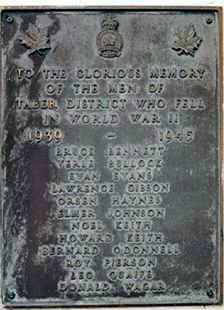 TO THE GLORIOUS MEMORY
OF THE MEN OF
TABER DISTRICT WHO FELL
IN WORLD WAR II
1939 - 1945
BRUCE BENNETT
VERLE BULLOCK
EVAN EVANS
LAWRENCE GIBSON
ORSEN HAYNES
ELMER JOHNSON
NOEL KEITH
HOWARD KEITH
BERNARD O'DONNELL
ROY PIERSON
LEO QUAIFE
DONALD WAGAR